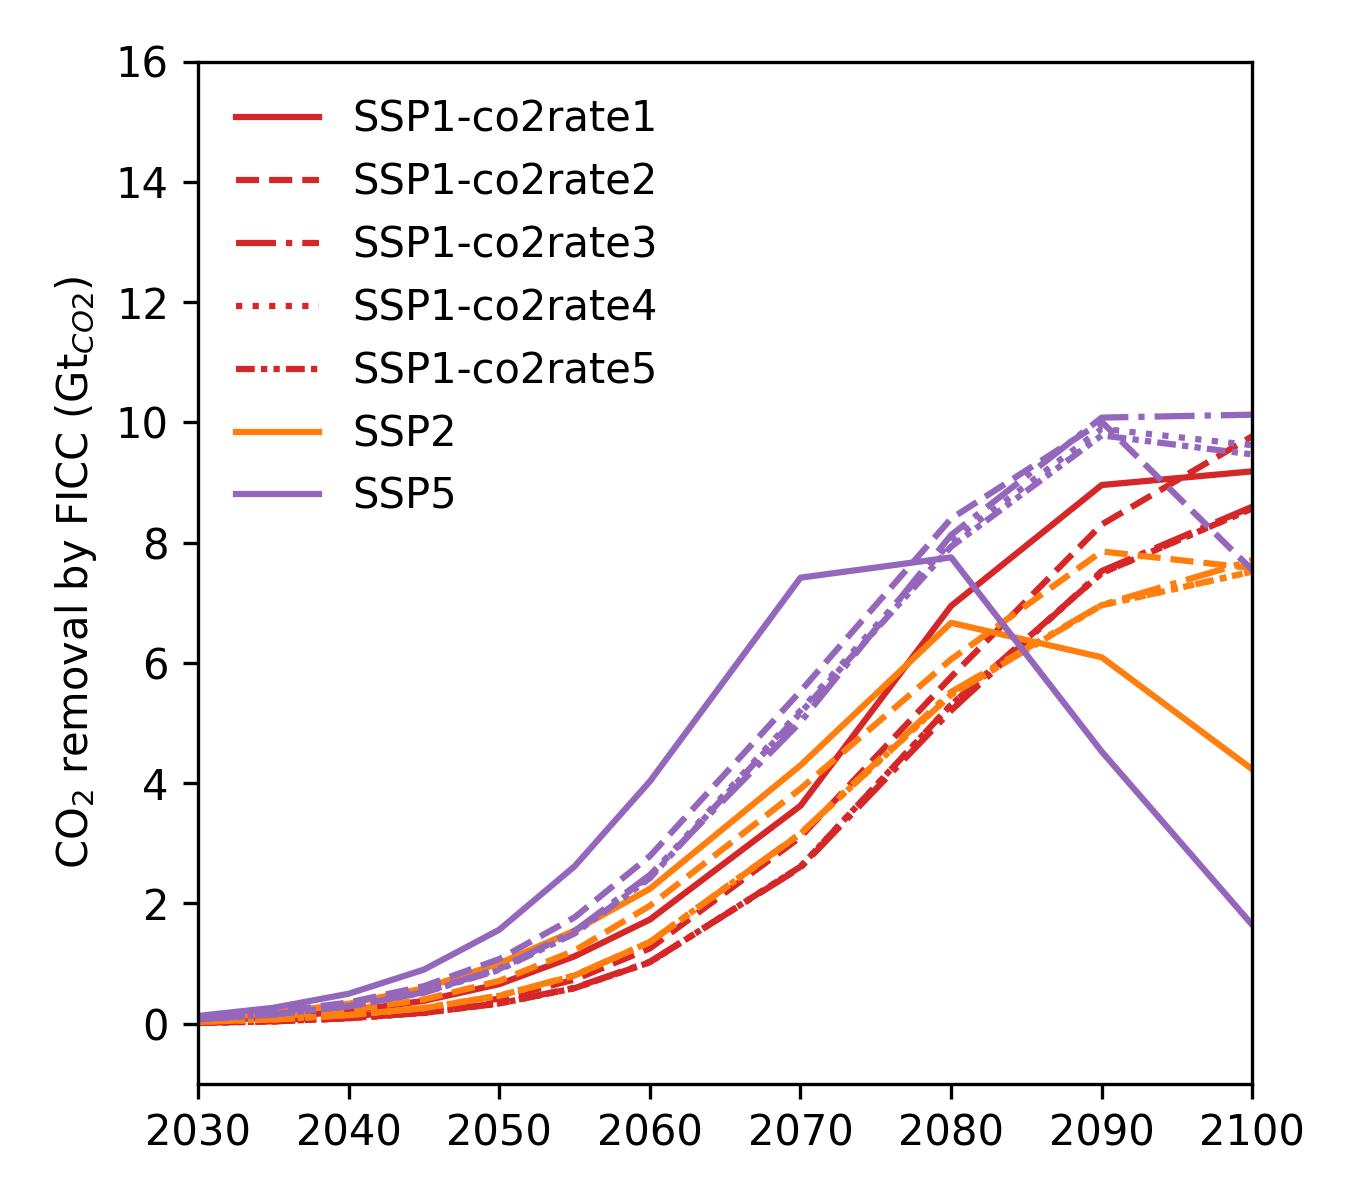 CO₂ removal by FICC (Gt_CO2)
16
14
12
10
8
6
4
2
0
SSP1-co2rate1
SSP1-co2rate2
SSP1-co2rate3
SSP1-co2rate4
SSP1-co2rate5
SSP2
SSP5
2030 2040 2050 2060 2070 2080 2090 2100